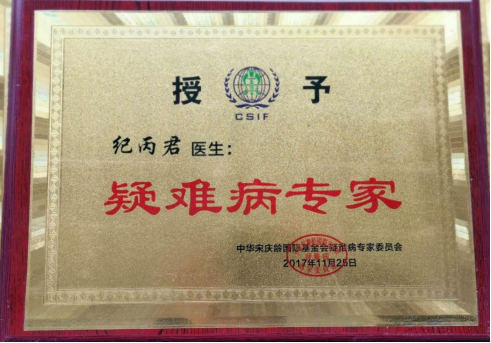 授 予
CSIF
纪丙君 医生：
疑难病专家
中华宋庆龄国际基金会疑难病专家委员会
2017年11月25日